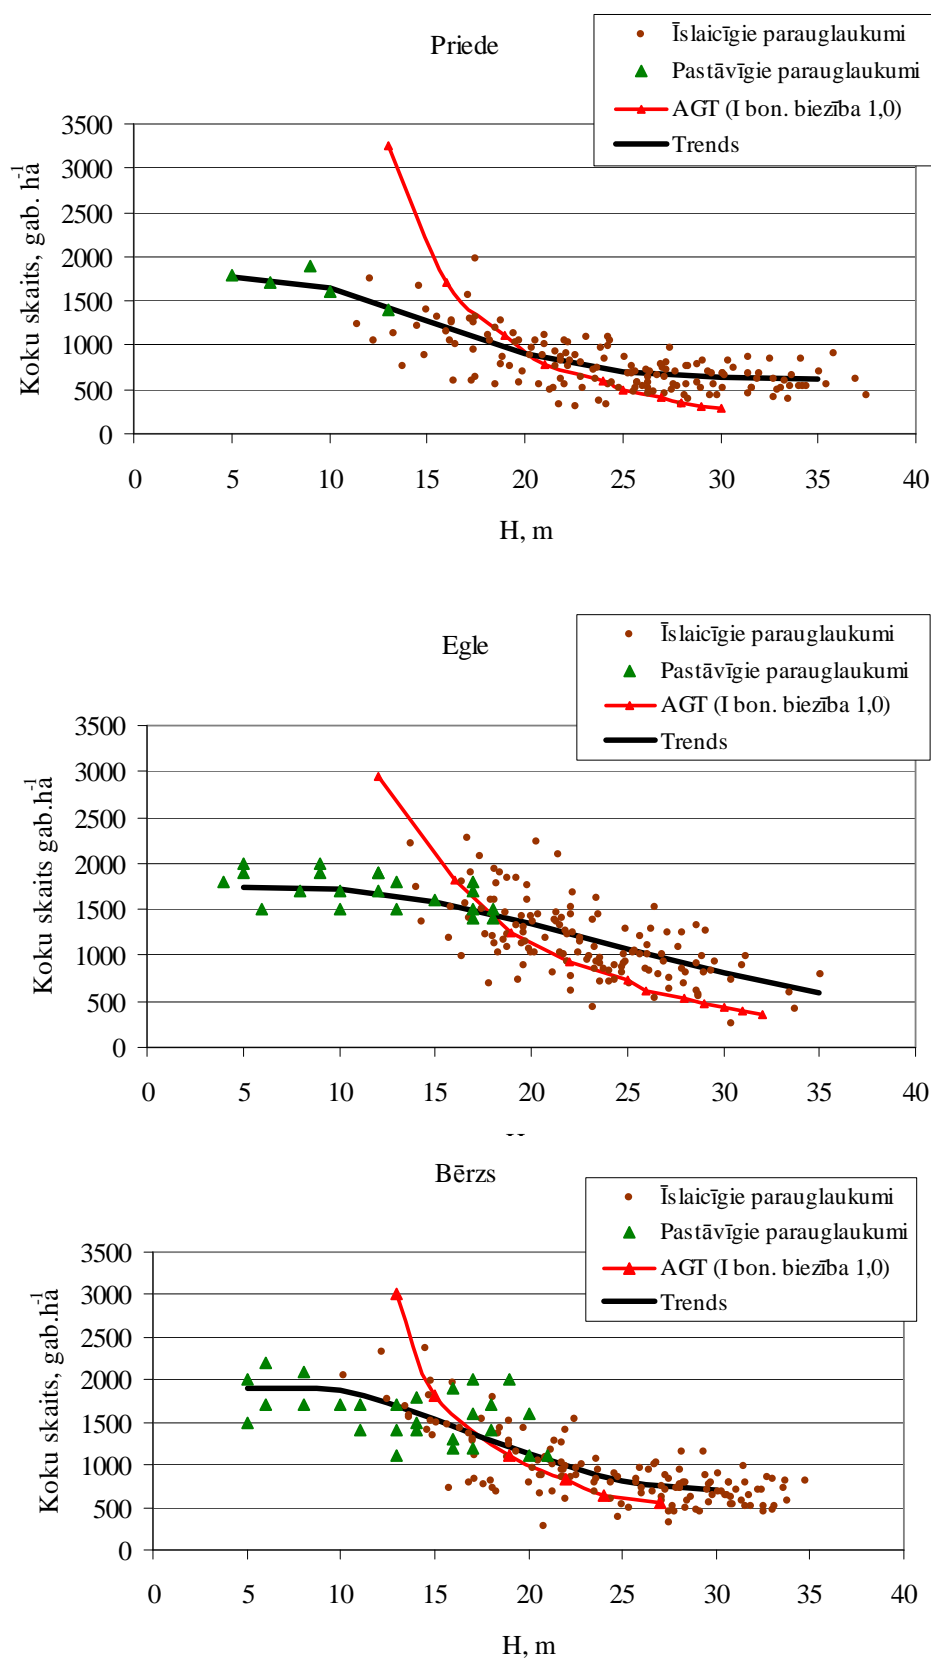 Priede
Īslaicīgie parauglaukumi
Pastāvīgie parauglaukumi
AGT (I bon. biezība 1,0)
Trends
Koku skaits, gab. ha-1
3500
3000
2500
2000
1500
1000
500
0
0 5 10 15 20 25 30 35 40
H, m
Egle
Īslaicīgie parauglaukumi
Pastāvīgie parauglaukumi
AGT (I bon. biezība 1,0)
Trends
Koku skaits gab.ha-1
3500
3000
2500
2000
1500
1000
500
0
0 5 10 15 20 25 30 35 40
Bērzs
Īslaicīgie parauglaukumi
Pastāvīgie parauglaukumi
AGT (I bon. biezība 1,0)
Trends
Koku skaits, gab.ha-1
3500
3000
2500
2000
1500
1000
500
0
0 5 10 15 20 25 30 35 40
H, m